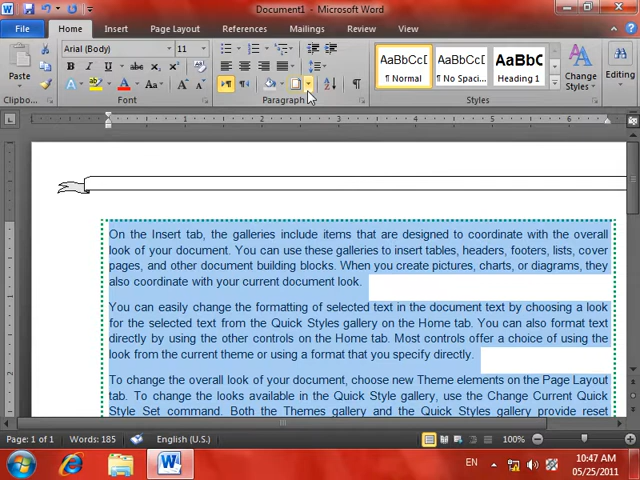 Document1 - Microsoft Word
File Home Insert Page Layout References Mailings Review View
Arial (Body) 11
AaBbCcD AaBbCcD AaBbC
Paste ¶ Normal ¶ No Spaci... Heading 1 Change Styles Editing
Clipbo... Font Paragraph Styles
1 2 3 4 5
On the Insert tab, the galleries include items that are designed to coordinate with the overall
look of your document. You can use these galleries to insert tables, headers, footers, lists, cover
pages, and other document building blocks. When you create pictures, charts, or diagrams, they
also coordinate with your current document look.
You can easily change the formatting of selected text in the document text by choosing a look
for the selected text from the Quick Styles gallery on the Home tab. You can also format text
directly by using the other controls on the Home tab. Most controls offer a choice of using the
look from the current theme or using a format that you specify directly.
To change the overall look of your document, choose new Theme elements on the Page Layout
tab. To change the looks available in the Quick Style gallery, use the Change Current Quick
Style Set command. Both the Themes gallery and the Quick Styles gallery provide reset
Page: 1 of 1 Words: 185 English (U.S.) 100%
EN 10:47 AM
05/25/2011